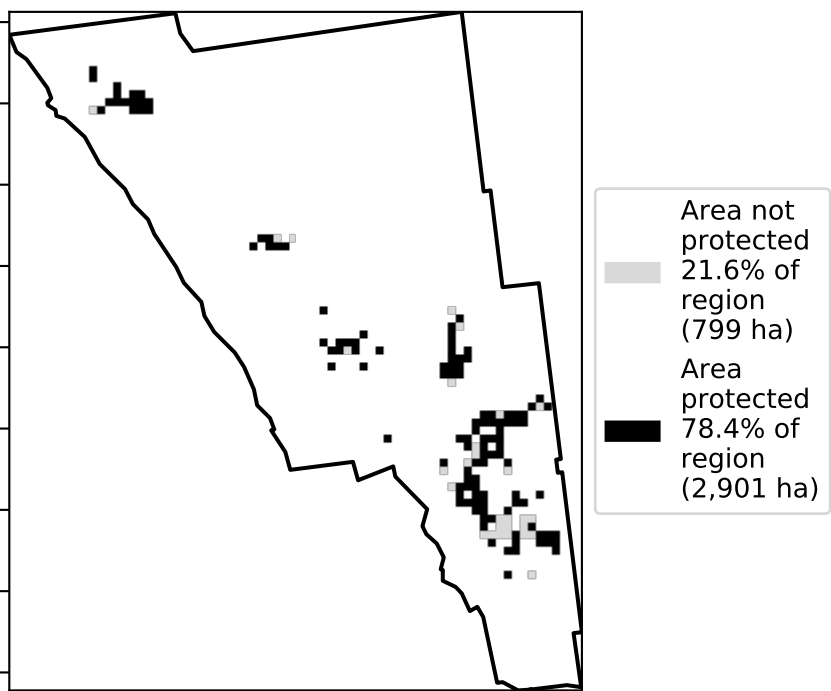 Area not
protected
21.6% of
region
(799 ha)
Area
protected
78.4% of
region
(2,901 ha)